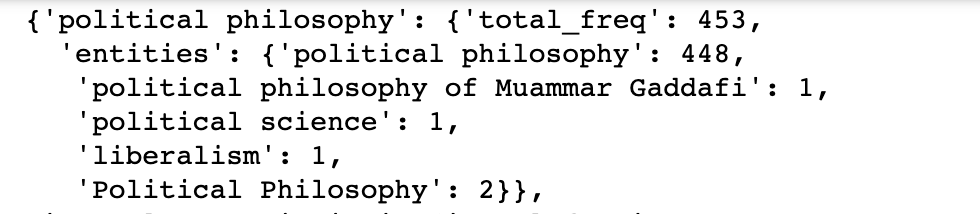 {'political philosophy': {'total_freq': 453,
'entities': {'political philosophy': 448,
'political philosophy of Muammar Gaddafi': 1,
'political science': 1,
'liberalism': 1,
'Political Philosophy': 2}},